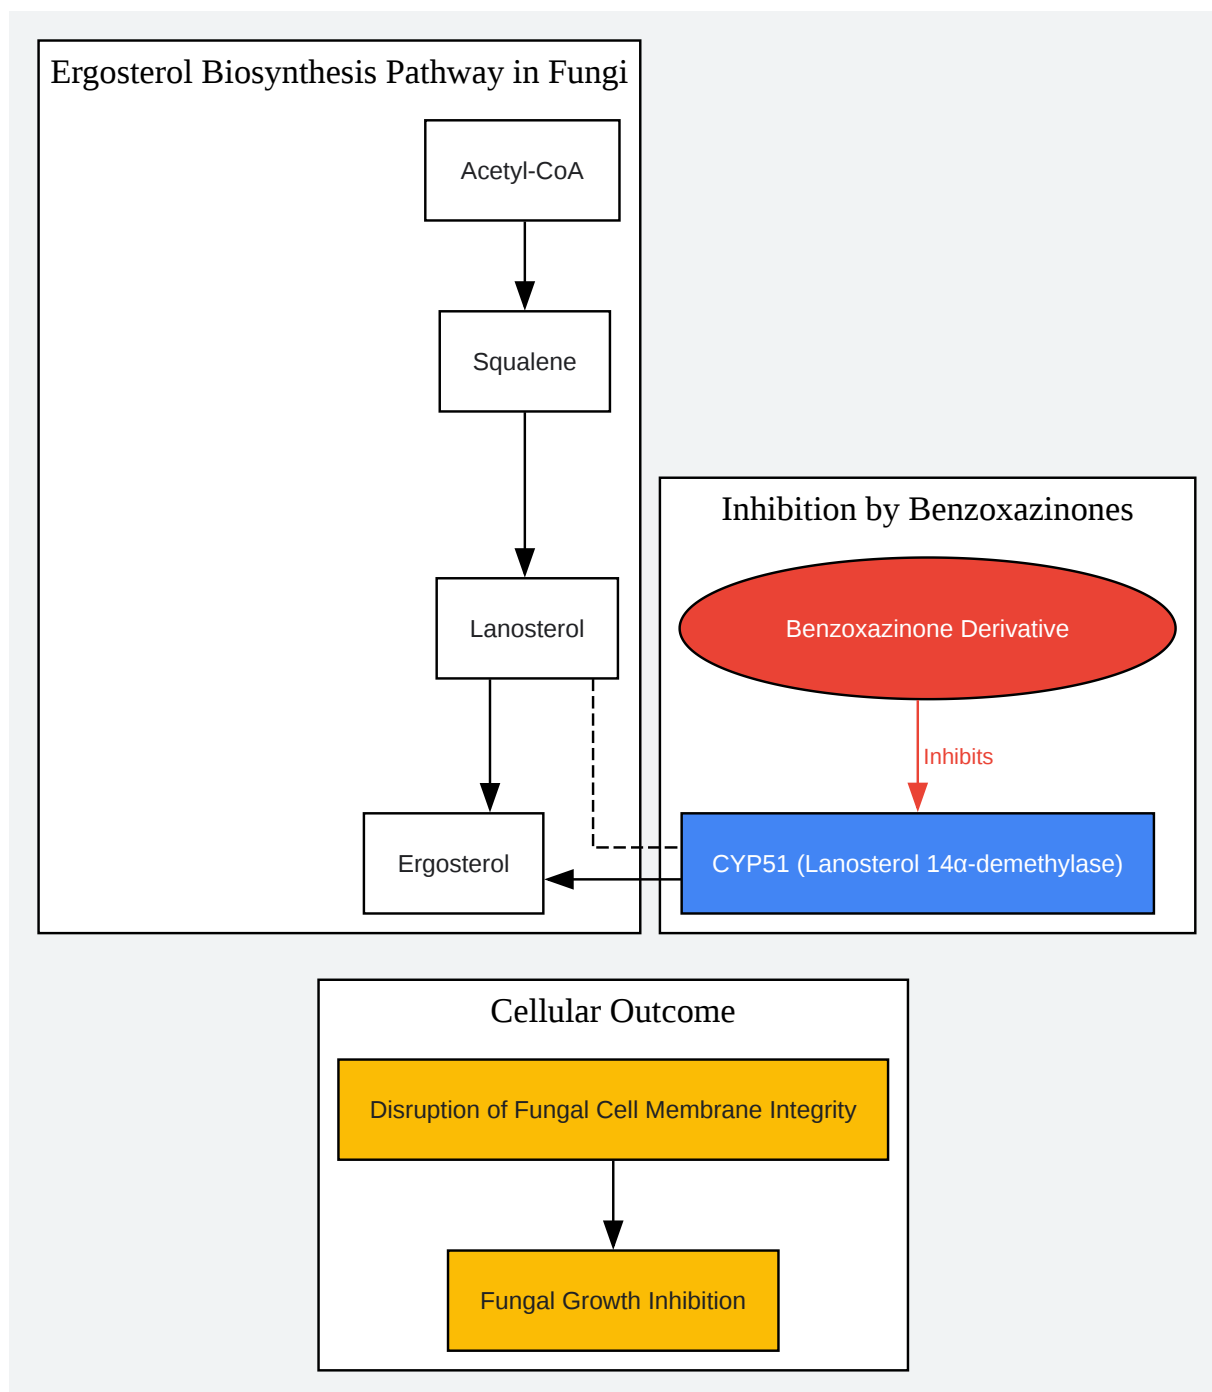 Ergosterol Biosynthesis Pathway in Fungi
Acetyl-CoA
Squalene
Lanosterol
Ergosterol
Inhibition by Benzoxazinones
Benzoxazinone Derivative
Inhibits
CYP51 (Lanosterol 14α-demethylase)
Cellular Outcome
Disruption of Fungal Cell Membrane Integrity
Fungal Growth Inhibition